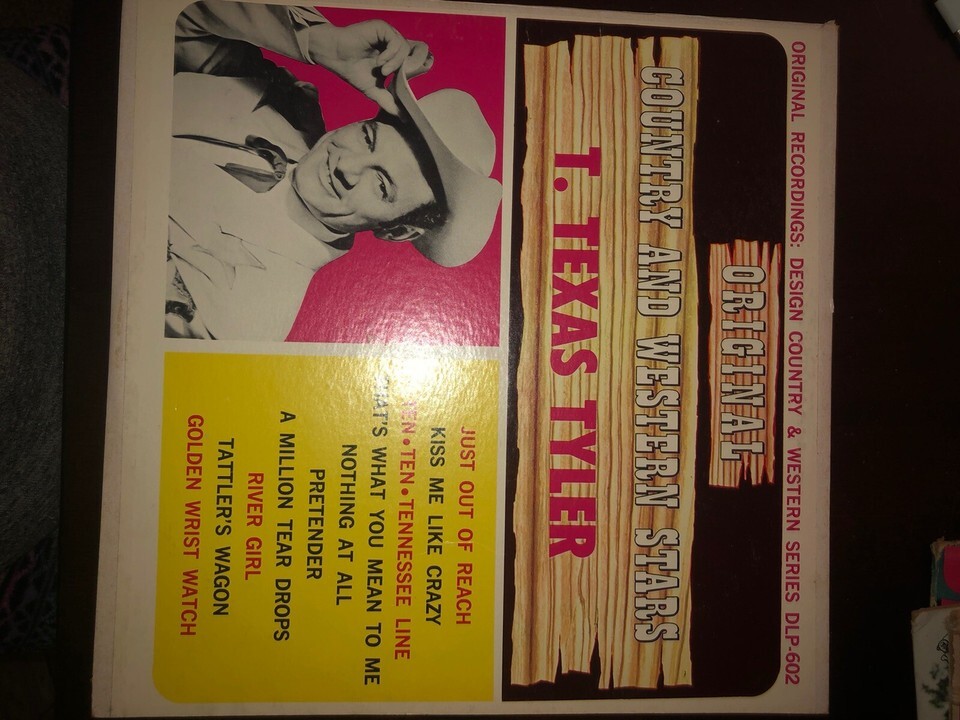 ORIGINAL RECORDINGS: DESIGN COUNTRY & WESTERN SERIES DLP-602
ORIGINAL
COUNTRY AND WESTERN STARS
T. TEXAS TYLER
JUST OUT OF REACH
KISS ME LIKE CRAZY
TEN • TEN • TENNESSEE LINE
THAT'S WHAT YOU MEAN TO ME
NOTHING AT ALL
PRETENDER
A MILLION TEAR DROPS
RIVER GIRL
TATTLER'S WAGON
GOLDEN WRIST WATCH